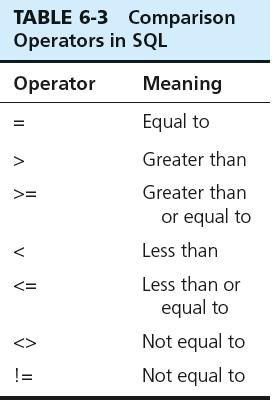 TABLE 6-3 Comparison
Operators in SQL
Operator Meaning
= Equal to
> Greater than
>= Greater than
or equal to
< Less than
<= Less than or
equal to
<> Not equal to
!= Not equal to